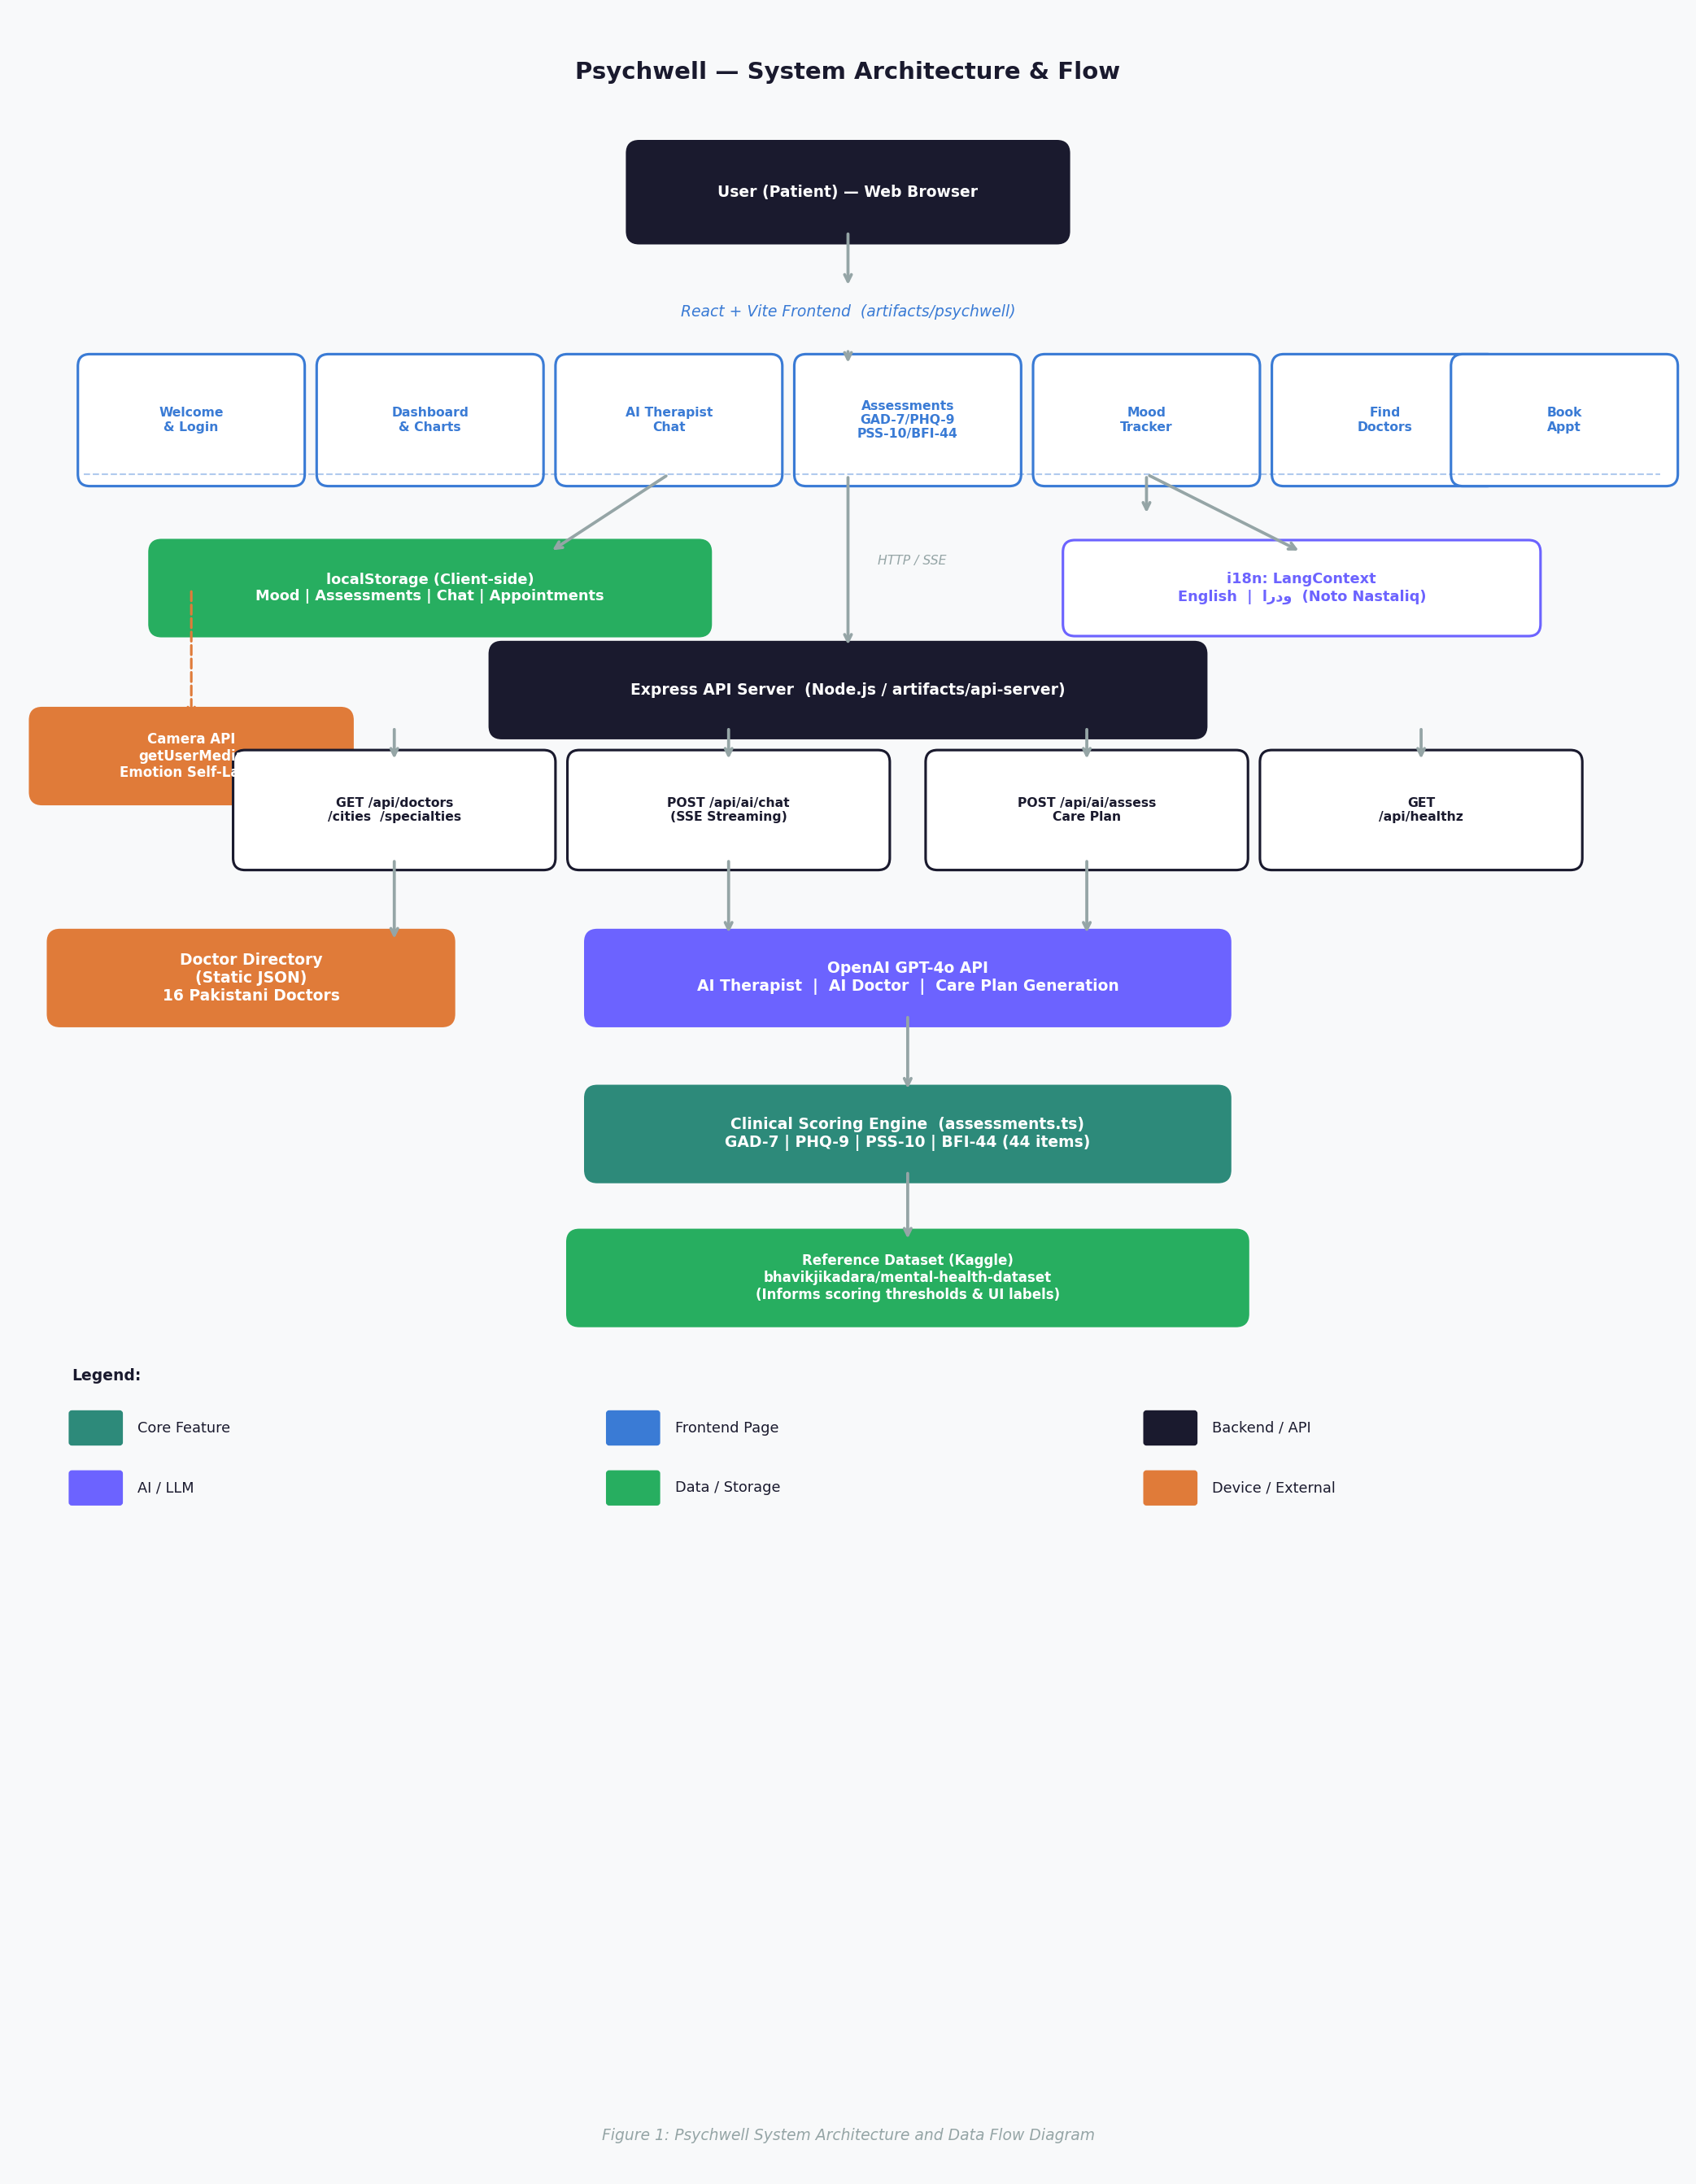 Psychwell — System Architecture & Flow
User (Patient) — Web Browser
React + Vite Frontend (artifacts/psychwell)
Welcome
& Login
Dashboard
& Charts
AI Therapist
Chat
Assessments
GAD-7/PHQ-9
PSS-10/BFI-44
Mood
Tracker
Find
Doctors
Book
Appt
localStorage (Client-side)
Mood | Assessments | Chat | Appointments
HTTP / SSE
i18n: LangContext
English | اردو (Noto Nastaliq)
Express API Server (Node.js / artifacts/api-server)
Camera API
getUserMedi
Emotion Self-La
GET /api/doctors
/cities /specialties
POST /api/ai/chat
(SSE Streaming)
POST /api/ai/assess
Care Plan
GET
/api/healthz
Doctor Directory
(Static JSON)
16 Pakistani Doctors
OpenAI GPT-4o API
AI Therapist | AI Doctor | Care Plan Generation
Clinical Scoring Engine (assessments.ts)
GAD-7 | PHQ-9 | PSS-10 | BFI-44 (44 items)
Reference Dataset (Kaggle)
bhavikjikadara/mental-health-dataset
(Informs scoring thresholds & UI labels)
Legend:
Core Feature
Frontend Page
Backend / API
AI / LLM
Data / Storage
Device / External
Figure 1: Psychwell System Architecture and Data Flow Diagram